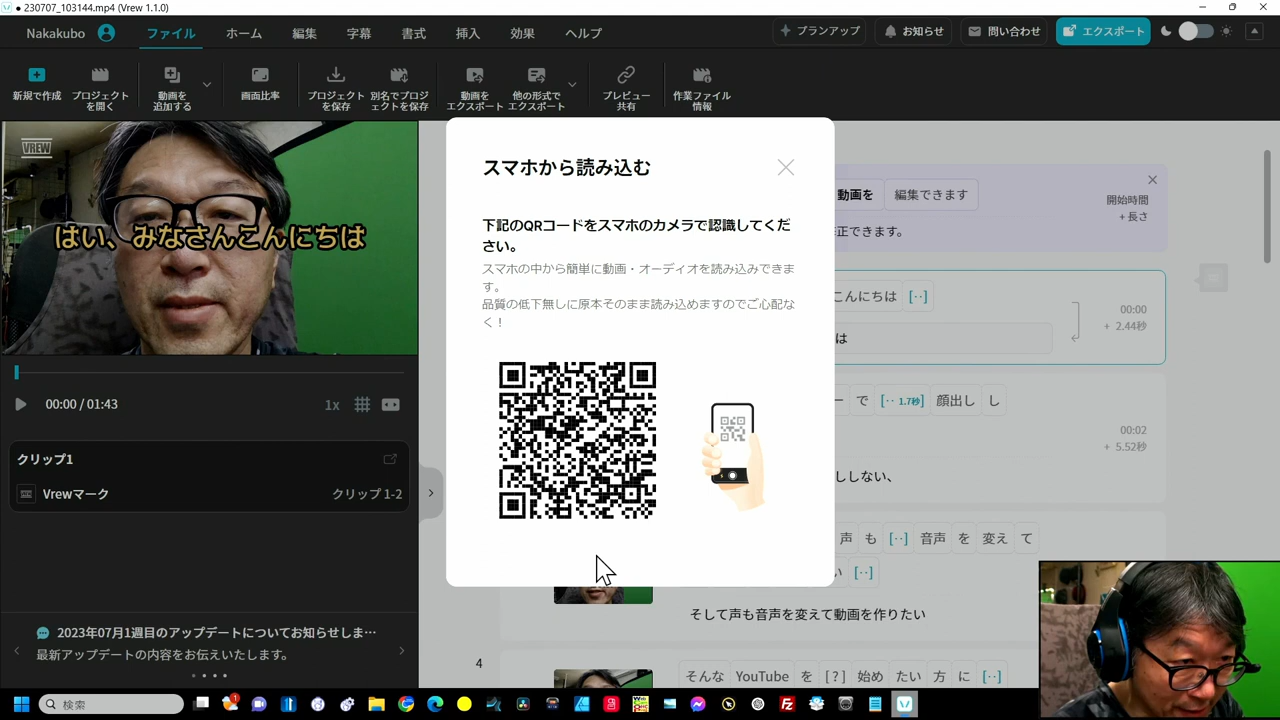 ● 230707_103144.mp4 (Vrew 1.1.0)
Nakakubo
ファイル
ホーム
編集
字幕
書式
挿入
効果
ヘルプ
プランアップ
お知らせ
問い合わせ
エクスポート
新規で作成
プロジェクト
を開く
動画を
追加する
画面比率
プロジェクト
を保存
別名でプロジ
ェクトを保存
動画を
エクスポート
他の形式で
エクスポート
プレビュー
共有
作業ファイル
情報
VREW
はい、みなさんこんにちは
00:00 / 01:43
1x
クリップ1
Vrewマーク
クリップ 1-2
2023年07月1週目のアップデートについてお知らせしま…
最新アップデートの内容をお伝えいたします。
スマホから読み込む
下記のQRコードをスマホのカメラで認識してくだ
さい。
スマホの中から簡単に動画・オーディオを読み込みできま
す。
品質の低下無しに原本そのまま読み込めますのでご心配な
く！
動画を
編集できます
正できます。
開始時間
+ 長さ
こんにちは [··]
は
00:00
+ 2.44秒
ー で [·· 1.7秒] 顔出し し
00:02
+ 5.52秒
ししない、
声 も [··] 音声 を 変え て
い [··]
そして声も音声を変えて動画を作りたい
4
そんな YouTube を [?] 始め たい 方 に [··]
検索
1